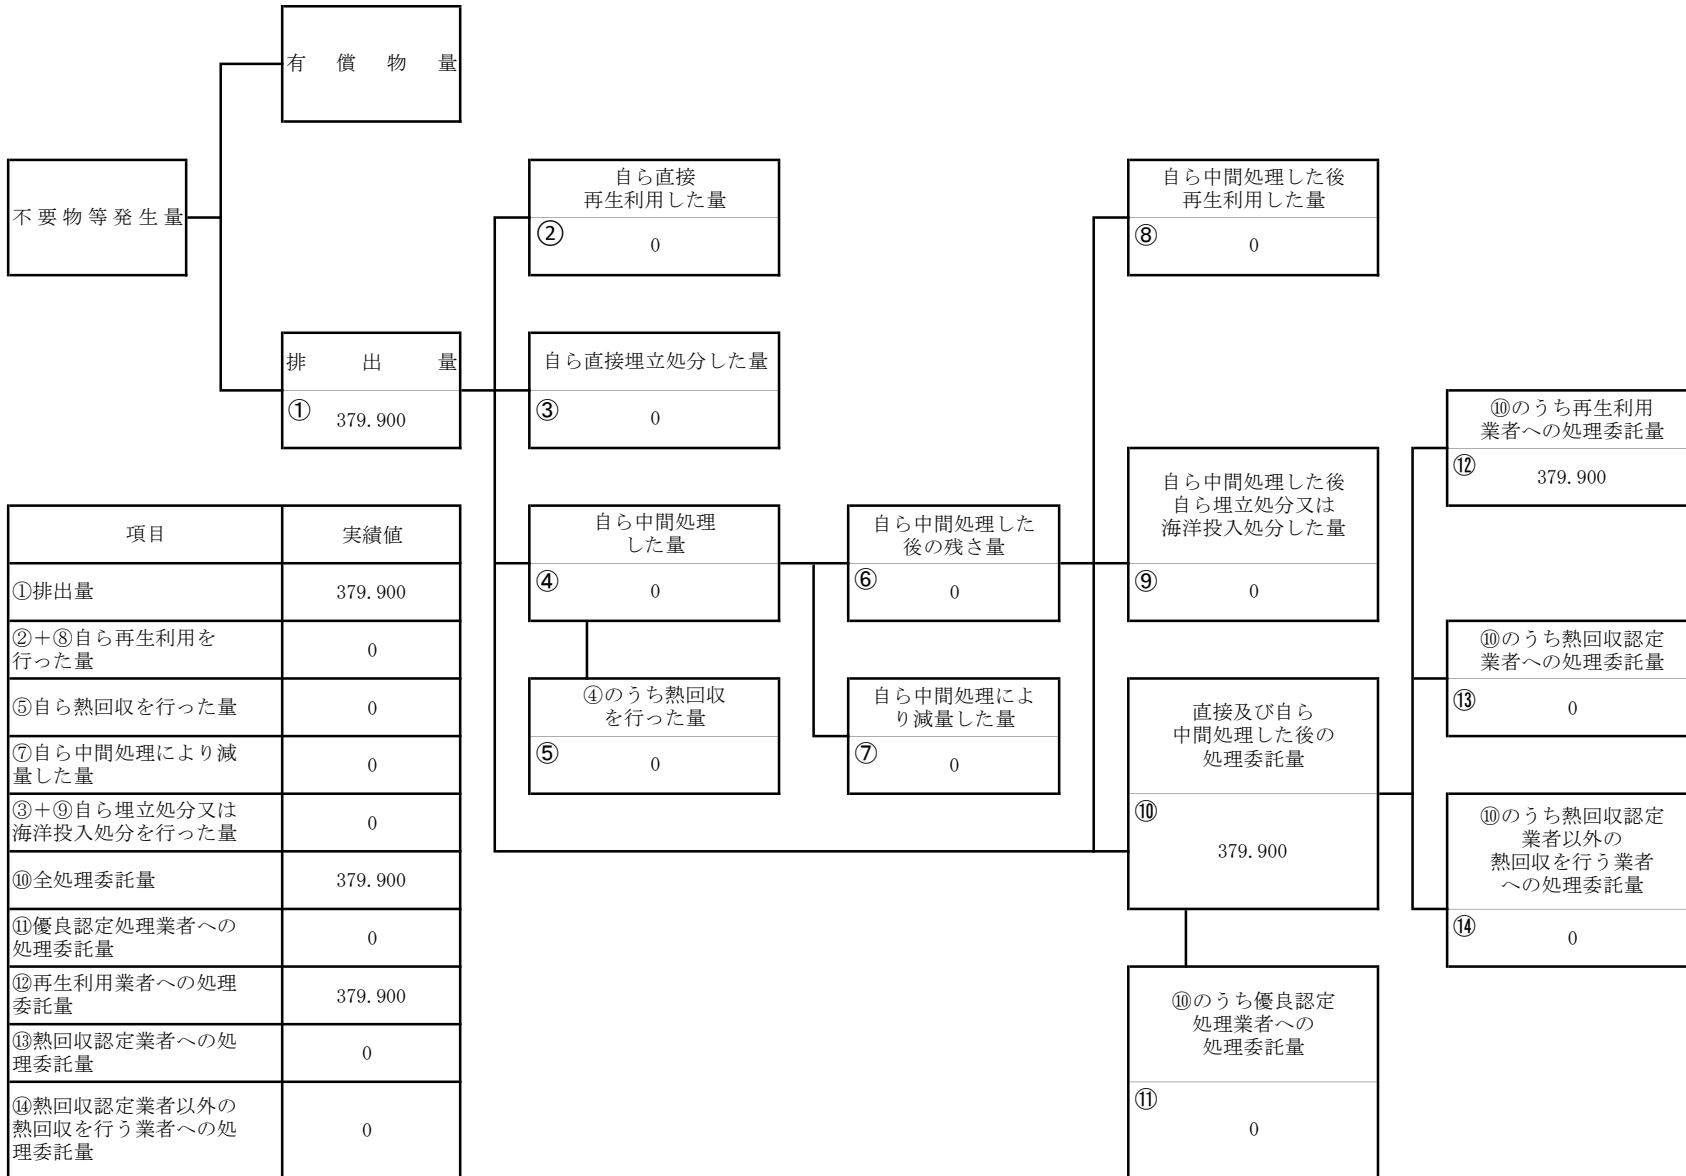 有償物量
不要物等発生量
排出量
① 379.900
自ら直接
再生利用した量
② 0
自ら直接埋立処分した量
③ 0
自ら中間処理
した量
④ 0
④のうち熱回収
を行った量
⑤ 0
自ら中間処理した
後の残さ量
⑥ 0
自ら中間処理によ
り減量した量
⑦ 0
自ら中間処理した後
再生利用した量
⑧ 0
自ら中間処理した後
自ら埋立処分又は
海洋投入処分した量
⑨ 0
直接及び自ら
中間処理した後の
処理委託量
⑩
379.900
⑩のうち優良認定
処理業者への
処理委託量
⑪
0
⑩のうち再生利用
業者への処理委託量
⑫ 379.900
⑩のうち熱回収認定
業者への処理委託量
⑬ 0
⑩のうち熱回収認定
業者以外の
熱回収を行う業者
への処理委託量
⑭ 0
項目 実績値
①排出量 379.900
②+⑧自ら再生利用を
行った量 0
⑤自ら熱回収を行った量 0
⑦自ら中間処理により減
量した量 0
③+⑨自ら埋立処分又は
海洋投入処分を行った量 0
⑩全処理委託量 379.900
⑪優良認定処理業者への
処理委託量 0
⑫再生利用業者への処理
委託量 379.900
⑬熱回収認定業者への処
理委託量 0
⑭熱回収認定業者以外の
熱回収を行う業者への処
理委託量 0